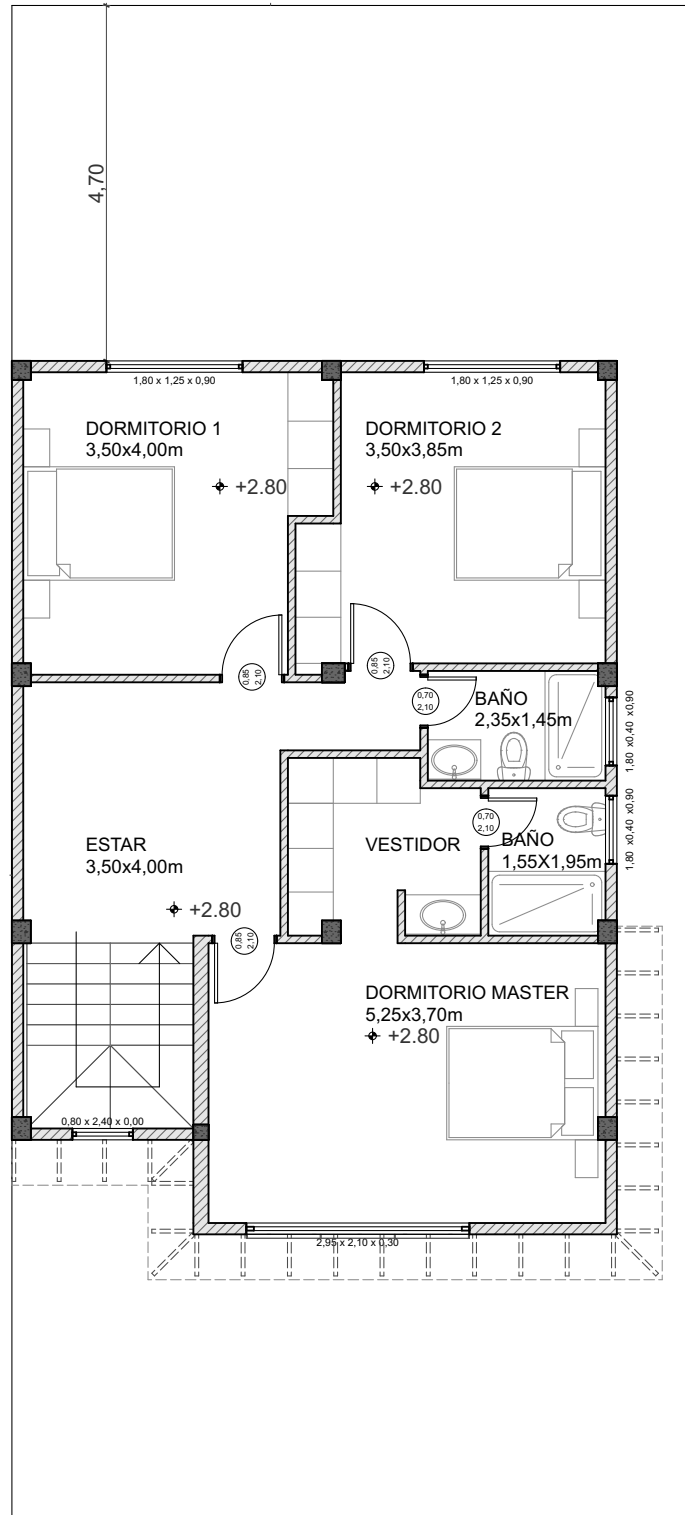 4,70
1,80 x 1,25 x 0,90
1,80 x 1,25 x 0,90
DORMITORIO 1
3,50x4,00m
+2.80
DORMITORIO 2
3,50x3,85m
+2.80
0,85
2,10
0,85
2,10
0,70
2,10
BAÑO
2,35x1,45m
1,80 x0,40 x0,90
ESTAR
3,50x4,00m
+2.80
VESTIDOR
0,70
2,10
BAÑO
1,55X1,95m
1,80 x0,40 x0,90
0,85
2,10
DORMITORIO MASTER
5,25x3,70m
+2.80
0,80 x 2,40 x 0,00
2,95 x 2,10 x 0,30